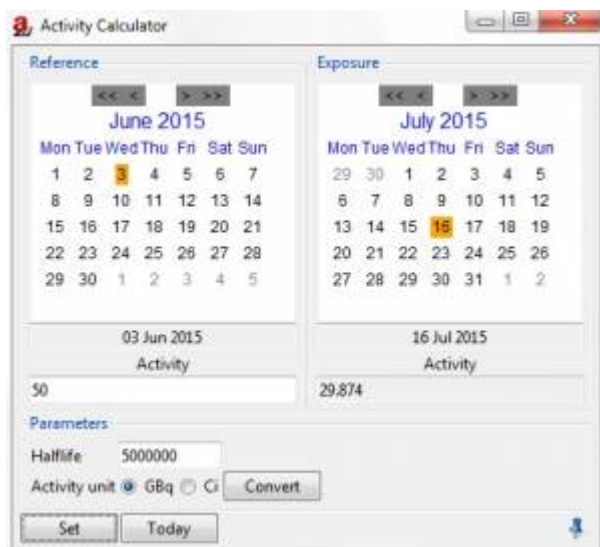 Activity Calculator
Reference
<< < > >>
June 2015
Mon Tue Wed Thu Fri Sat Sun
1 2 3 4 5 6 7
8 9 10 11 12 13 14
15 16 17 18 19 20 21
22 23 24 25 26 27 28
29 30 1 2 3 4 5
03 Jun 2015
Activity
50
Exposure
<< < > >>
July 2015
Mon Tue Wed Thu Fri Sat Sun
29 30 1 2 3 4 5
6 7 8 9 10 11 12
13 14 15 16 17 18 19
20 21 22 23 24 25 26
27 28 29 30 31 1 2
16 Jul 2015
Activity
29.874
Parameters
Halflife 5000000
Activity unit GBq Ci Convert
Set Today